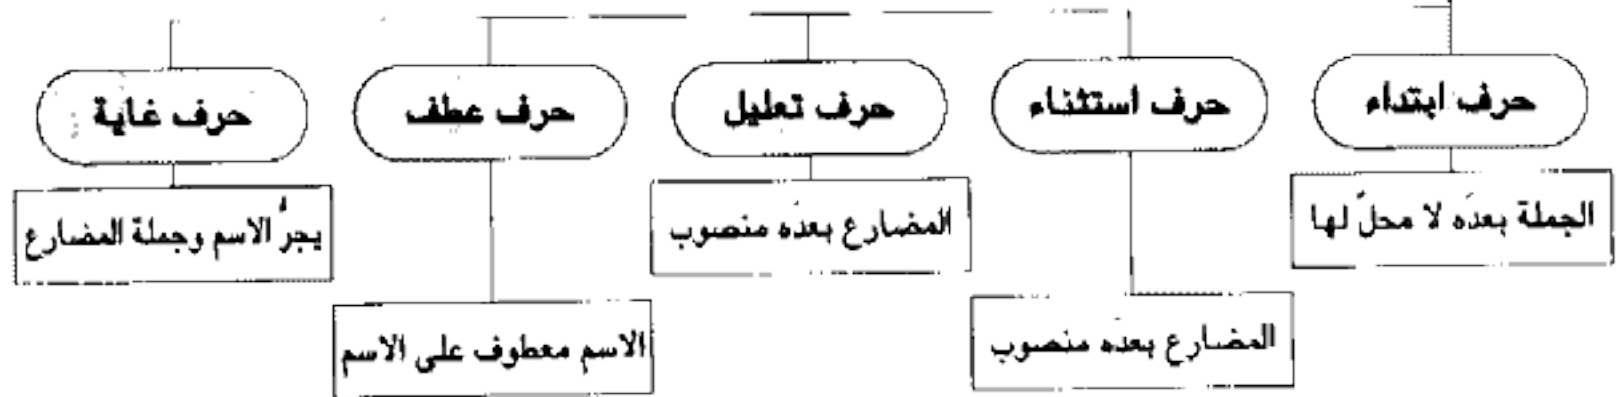 حرف ابتداء
حرف استثناء
حرف تعليل
حرف عطف
حرف غاية
الجملة بعده لا محلّ لها
المضارع بعده منصوب
المضارع بعده منصوب
الاسم معطوف على الاسم
يجرُّ الاسم وجملة المضارع